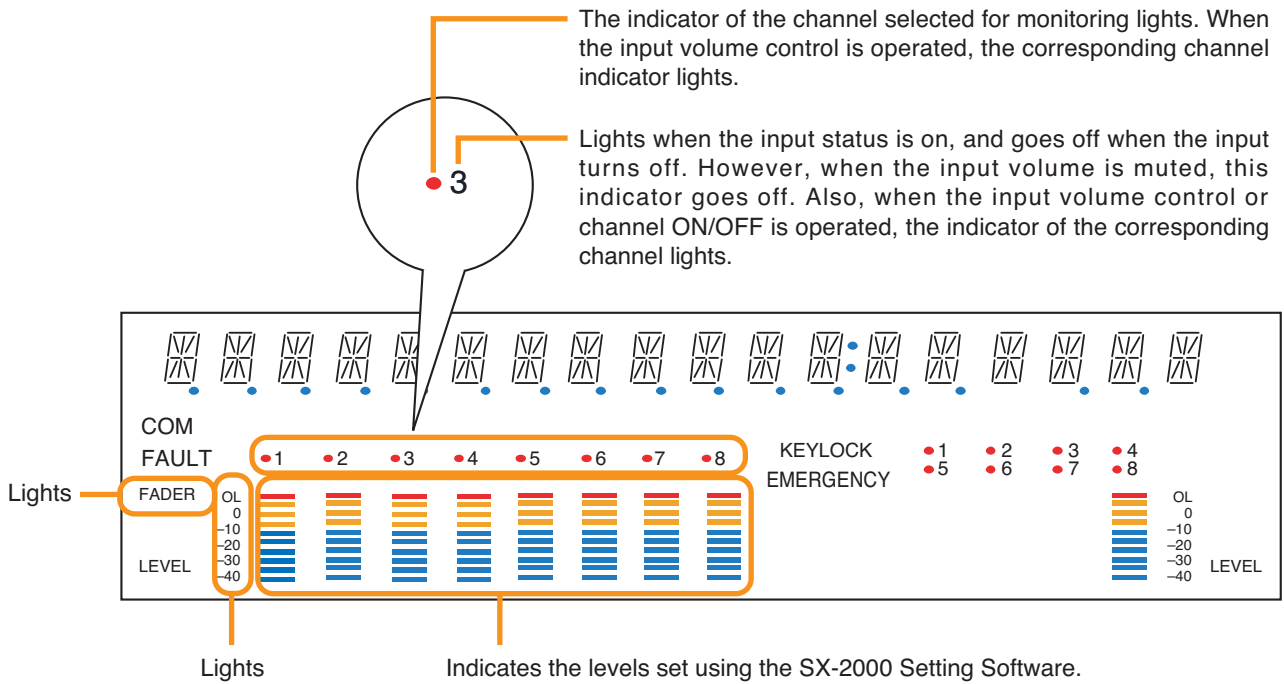 The indicator of the channel selected for monitoring lights. When
the input volume control is operated, the corresponding channel
indicator lights.
Lights when the input status is on, and goes off when the input
turns off. However, when the input volume is muted, this
indicator goes off. Also, when the input volume control or
channel ON/OFF is operated, the indicator of the corresponding
channel lights.
3
COM
FAULT
1 2 3 4 5 6 7 8
KEYLOCK
EMERGENCY
1 2 3 4
5 6 7 8
Lights
FADER
OL
0
–10
–20
–30
–40
LEVEL
OL
0
–10
–20
–30
–40
LEVEL
Lights
Indicates the levels set using the SX-2000 Setting Software.